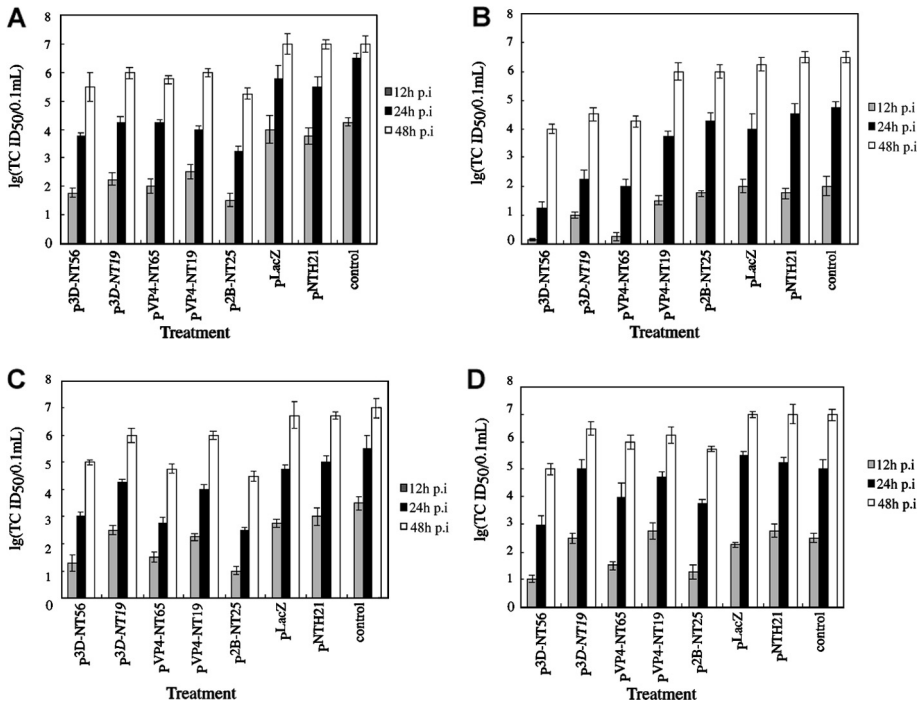 A
8
7
6
5
4
3
2
1
0
lg(TC ID50/0.1mL)
12h p.i
24h p.i
48h p.i
p3D-NT56
p3D-NT19
pVP4-NT65
pVP4-NT19
p2B-NT25
pLacZ
pNTH21
control
Treatment
B
8
7
6
5
4
3
2
1
0
lg(TC ID50/0.1mL)
12h p.i
24h p.i
48h p.i
p3D-NT56
p3D-NT19
pVP4-NT65
pVP4-NT19
p2B-NT25
pLacZ
pNTH21
control
Treatment
C
8
7
6
5
4
3
2
1
0
lg(TC ID50/0.1mL)
12h p.i
24h p.i
48h p.i
p3D-NT56
p3D-NT19
pVP4-NT65
pVP4-NT19
p2B-NT25
pLacZ
pNTH21
control
Treatment
D
8
7
6
5
4
3
2
1
0
lg(TC ID50/0.1mL)
12h p.i
24h p.i
48h p.i
p3D-NT56
p3D-NT19
pVP4-NT65
pVP4-NT19
p2B-NT25
pLacZ
pNTH21
control
Treatment